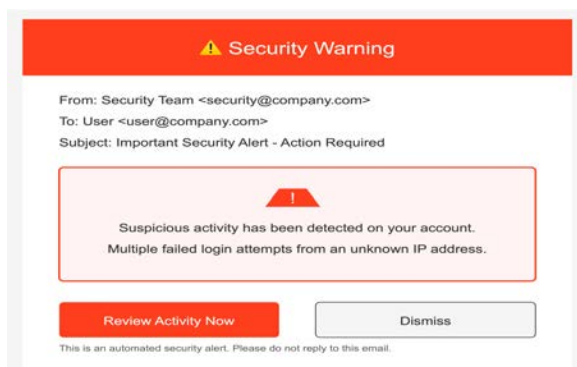 ⚠ Security Warning
From: Security Team <security@company.com>
To: User <user@company.com>
Subject: Important Security Alert - Action Required
!
Suspicious activity has been detected on your account.
Multiple failed login attempts from an unknown IP address.
Review Activity Now Dismiss
This is an automated security alert. Please do not reply to this email.